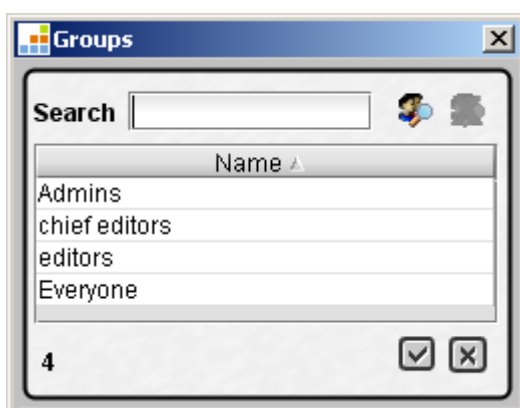 Groups
Search
Name
Admins
chief editors
editors
Everyone
4